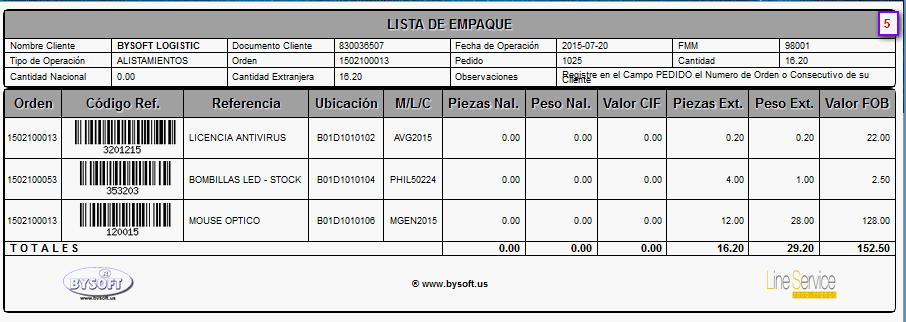 LISTA DE EMPAQUE
5
Nombre Cliente BYSOFT LOGISTIC Documento Cliente 830036507 Fecha de Operación 2015-07-20 FMM 98001
Tipo de Operación ALISTAMIENTOS Orden 1502100013 Pedido 1025 Cantidad 16.20
Cantidad Nacional 0.00 Cantidad Extranjera 16.20 Observaciones Registre en el Campo PEDIDO el Numero de Orden o Consecutivo de su
Cliente
Orden Código Ref. Referencia Ubicación M/L/C Piezas Nal. Peso Nal. Valor CIF Piezas Ext. Peso Ext. Valor FOB
1502100013 3201215 LICENCIA ANTIVIRUS B01D1010102 AVG2015 0.00 0.00 0.00 0.20 0.20 22.00
1502100053 353203 BOMBILLAS LED - STOCK B01D1010104 PHIL50224 0.00 0.00 0.00 4.00 1.00 2.50
1502100013 120015 MOUSE OPTICO B01D1010106 MGEN2015 0.00 0.00 0.00 12.00 28.00 128.00
TOTALES 0.00 0.00 0.00 16.20 29.20 152.50
BYSOFT
www.bysoft.us
® www.bysoft.us
Line Service